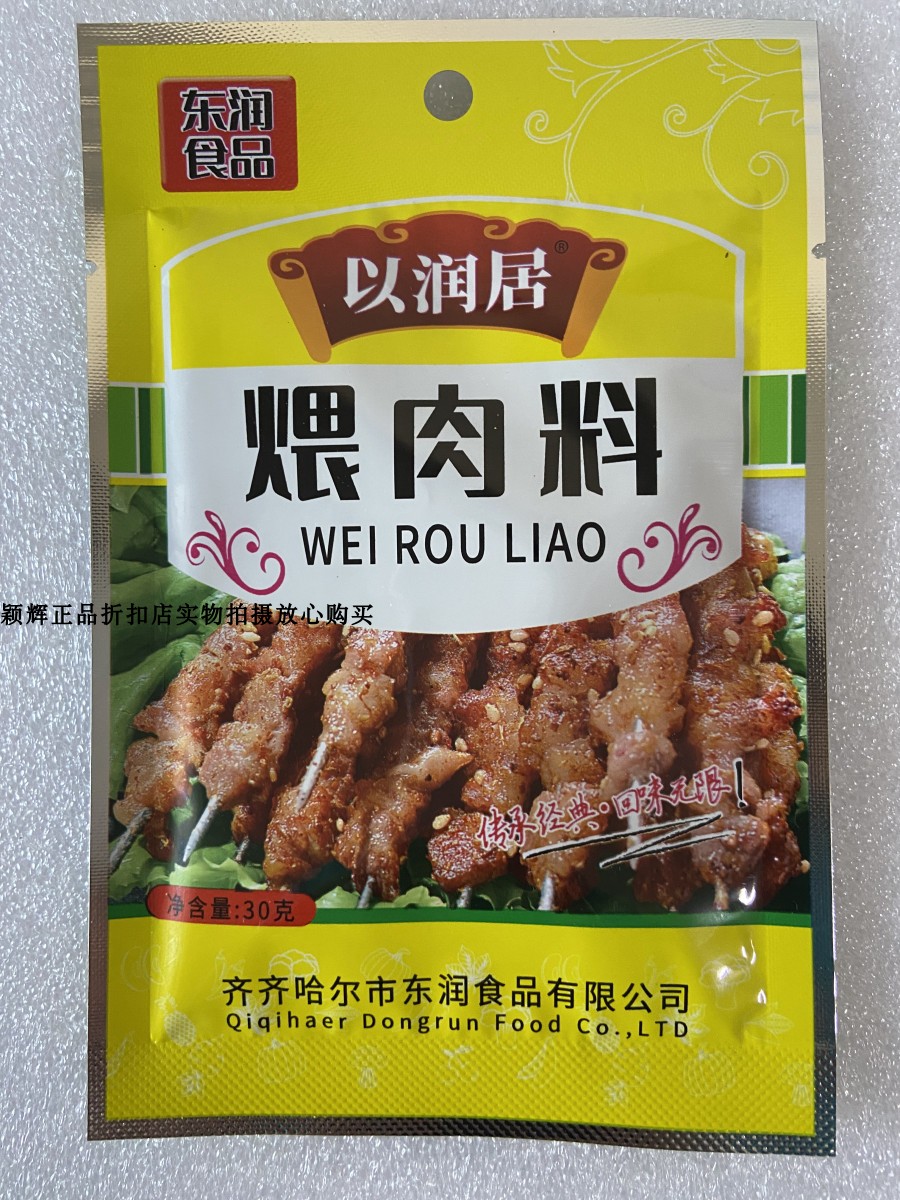 东润
食品
以润居®
煨肉料
WEI ROU LIAO
颖辉正品折扣店实物拍摄放心购买
传承经典·回味无限!
净含量:30克
齐齐哈尔市东润食品有限公司
Qiqihaer Dongrun Food Co.,LTD